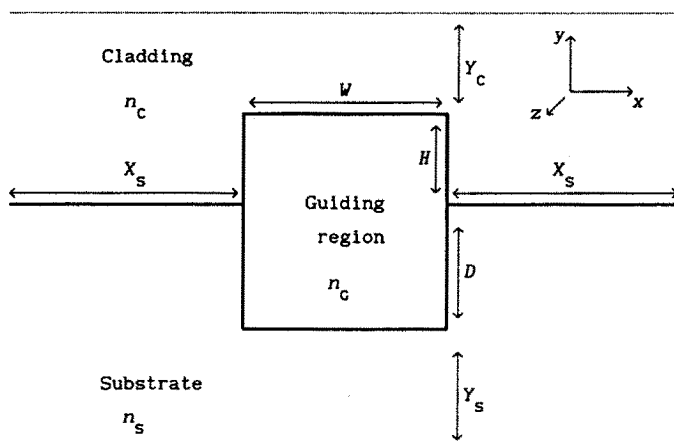 Cladding
n_C
W
Y_C
y
x
z
H
X_S
X_S
Guiding
region
n_G
D
Substrate
n_S
Y_S